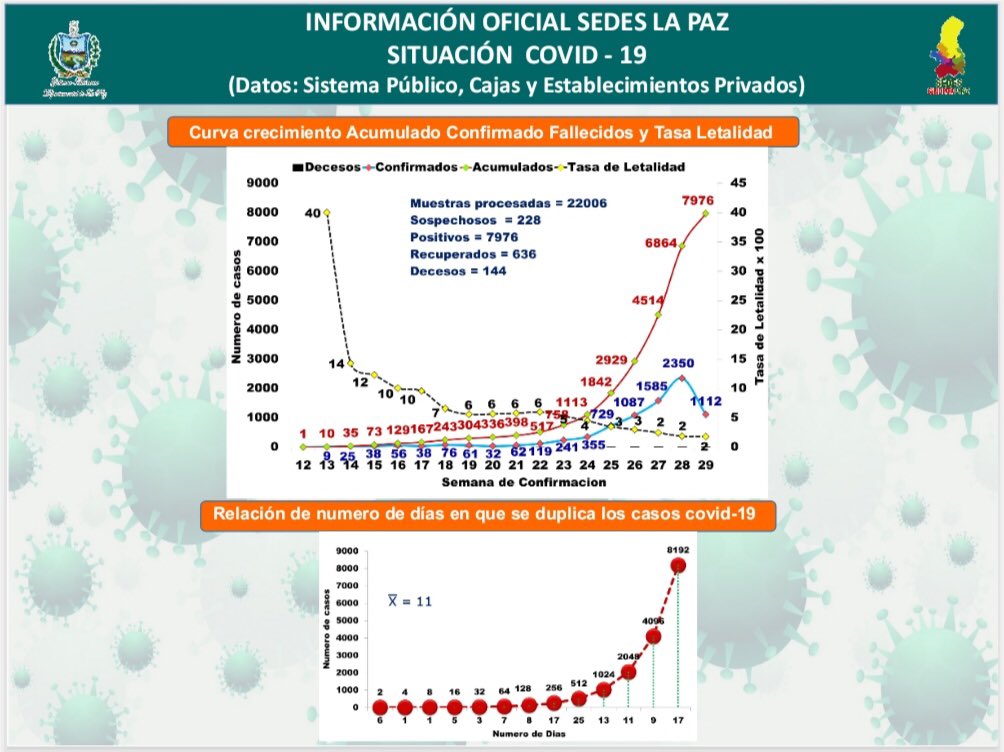 INFORMACIÓN OFICIAL SEDES LA PAZ
SITUACIÓN COVID - 19
(Datos: Sistema Público, Cajas y Establecimientos Privados)
Curva crecimiento Acumulado Confirmado Fallecidos y Tasa Letalidad
Decesos Confirmados Acumulados Tasa de Letalidad
Muestras procesadas = 22006
Sospechosos = 228
Positivos = 7976
Recuperados = 636
Decesos = 144
Numero de casos
9000
8000
7000
6000
5000
4000
3000
2000
1000
0
Tasa de Letalidad x 100
45
40
35
30
25
20
15
10
5
0
40 14 12 10 10 7 6 6 6 6 5 4 3 3 2 2 2
1 10 35 73 129 167 243 304 336 398 517 758 1113 1842 2929 4514 6864 7976
9 25 38 56 38 76 61 32 62 119 241 355 729 1087 1585 2350 1112
12 13 14 15 16 17 18 19 20 21 22 23 24 25 26 27 28 29
Semana de Confirmacion
Relación de numero de días en que se duplica los casos covid-19
Numero de casos
9000
8000
7000
6000
5000
4000
3000
2000
1000
0
X̅ = 11
2 4 8 16 32 64 128 256 512 1024 2048 4096 8192
6 1 1 5 3 7 8 17 25 13 11 9 17
Numero de Dias